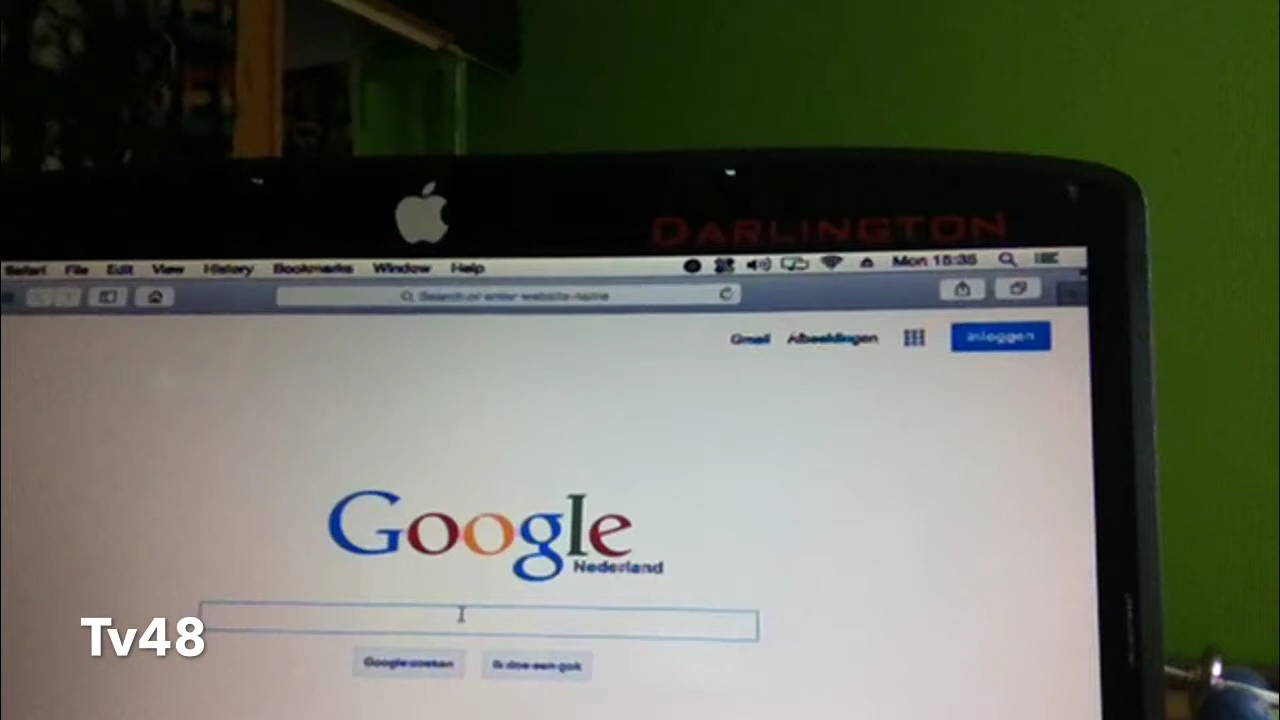 DARLINGTON
Safari File Edit View History Bookmarks Window Help Mon 15:35
Search or enter website name
Gmail Afbeeldingen Inloggen
Google
Nederland
Tv48
Google zoeken Ik doe een gok